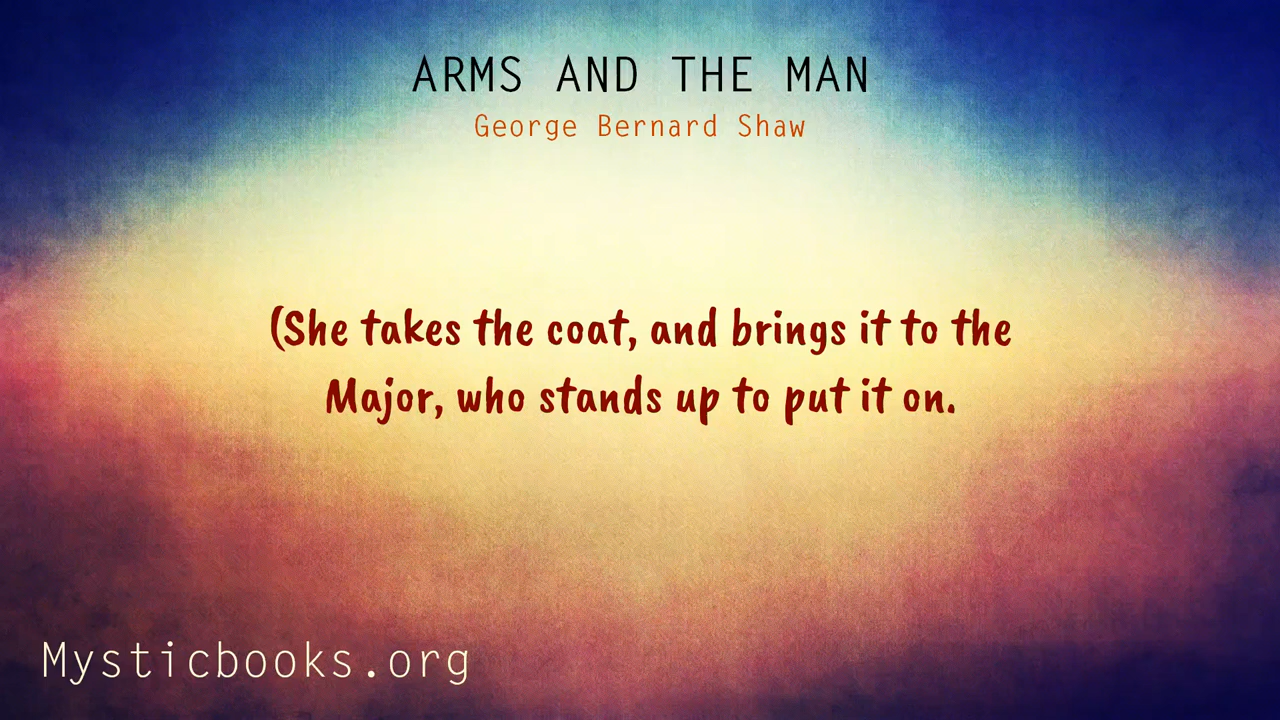 ARMS AND THE MAN
George Bernard Shaw
(She takes the coat, and brings it to the
Major, who stands up to put it on.
Mysticbooks.org